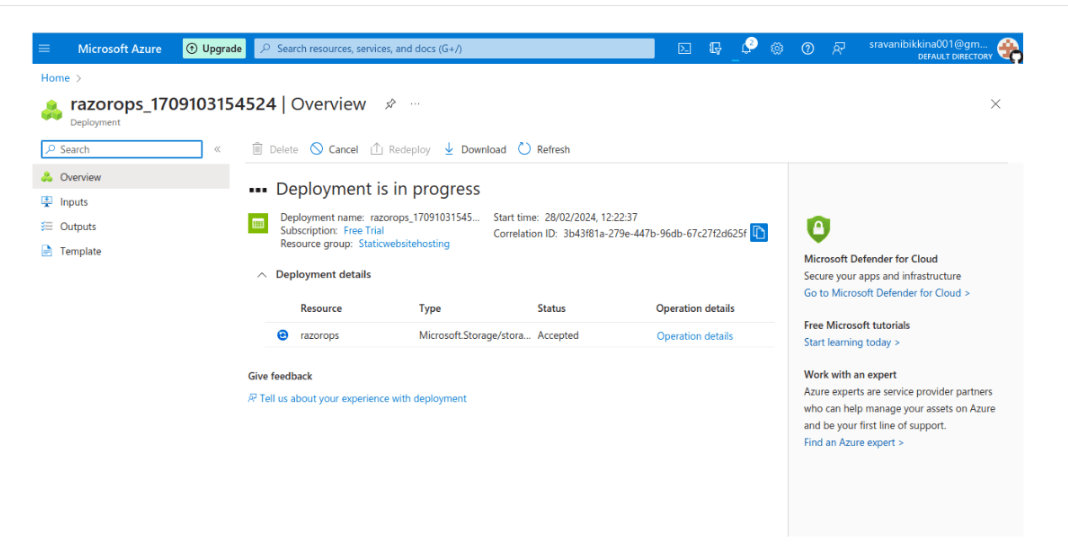 Microsoft Azure
Upgrade
Search resources, services, and docs (G+/)
2
sravanibikkina001@gm...
DEFAULT DIRECTORY
Home >
razorops_1709103154524 | Overview ...
Deployment
Search
«
Delete Cancel Redeploy Download Refresh
Overview
Inputs
Outputs
Template
Deployment is in progress
Deployment name: razorops_17091031545... Start time: 28/02/2024, 12:22:37
Subscription: Free Trial Correlation ID: 3b43f81a-279e-447b-96db-67c27f2d625f
Resource group: Staticwebsitehosting
Deployment details
Resource Type Status Operation details
razorops Microsoft.Storage/stora... Accepted Operation details
Give feedback
Tell us about your experience with deployment
Microsoft Defender for Cloud
Secure your apps and infrastructure
Go to Microsoft Defender for Cloud >
Free Microsoft tutorials
Start learning today >
Work with an expert
Azure experts are service provider partners
who can help manage your assets on Azure
and be your first line of support.
Find an Azure expert >